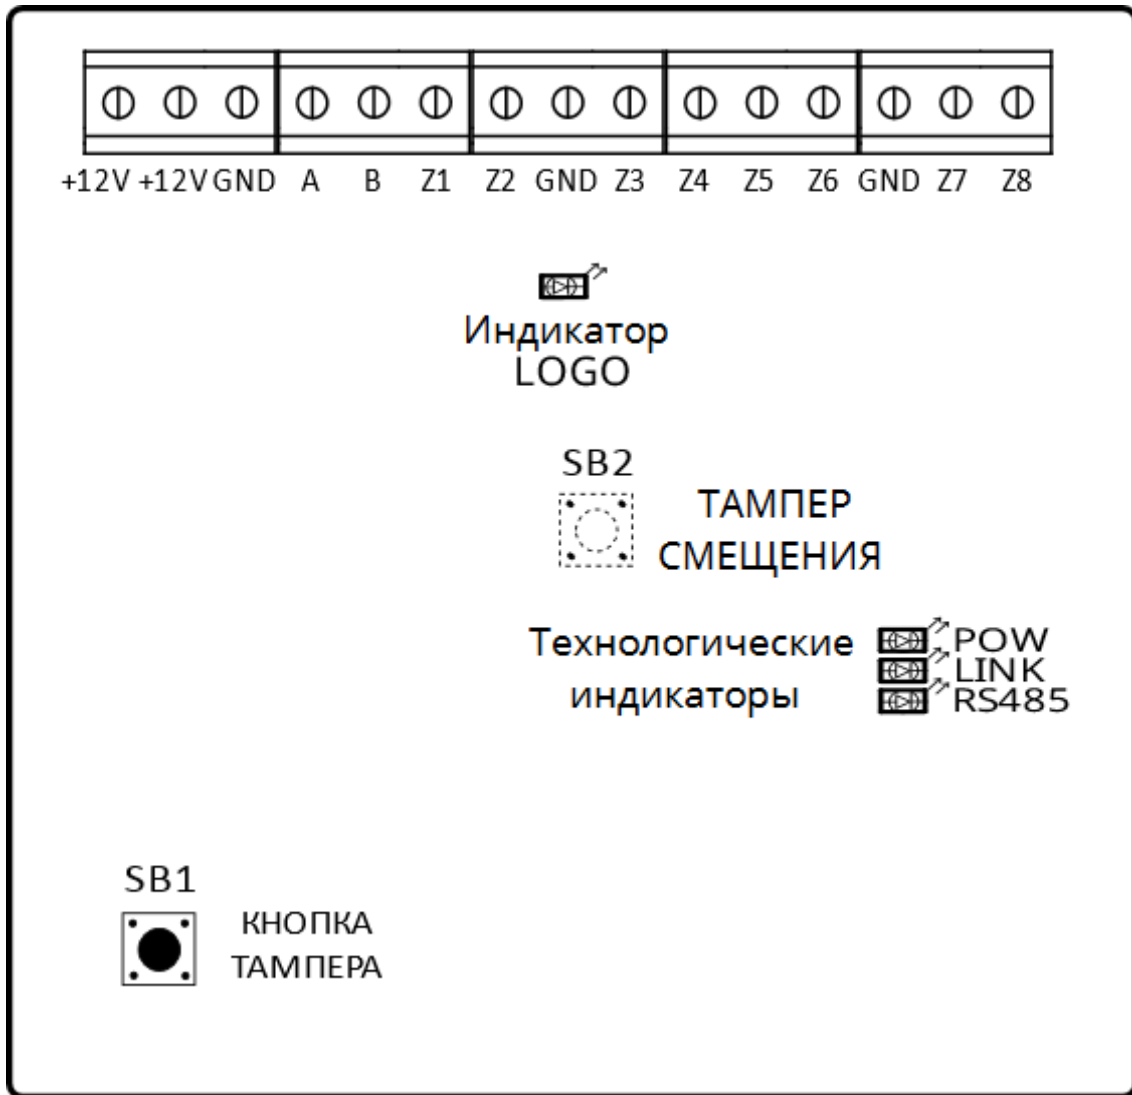 +12V +12V GND A B Z1 Z2 GND Z3 Z4 Z5 Z6 GND Z7 Z8
Индикатор
LOGO
SB2
ТАМПЕР
СМЕЩЕНИЯ
Технологические
индикаторы
POW
LINK
RS485
SB1
КНОПКА
ТАМПЕРА